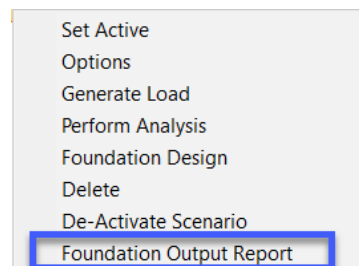 Set Active
Options
Generate Load
Perform Analysis
Foundation Design
Delete
De-Activate Scenario
Foundation Output Report